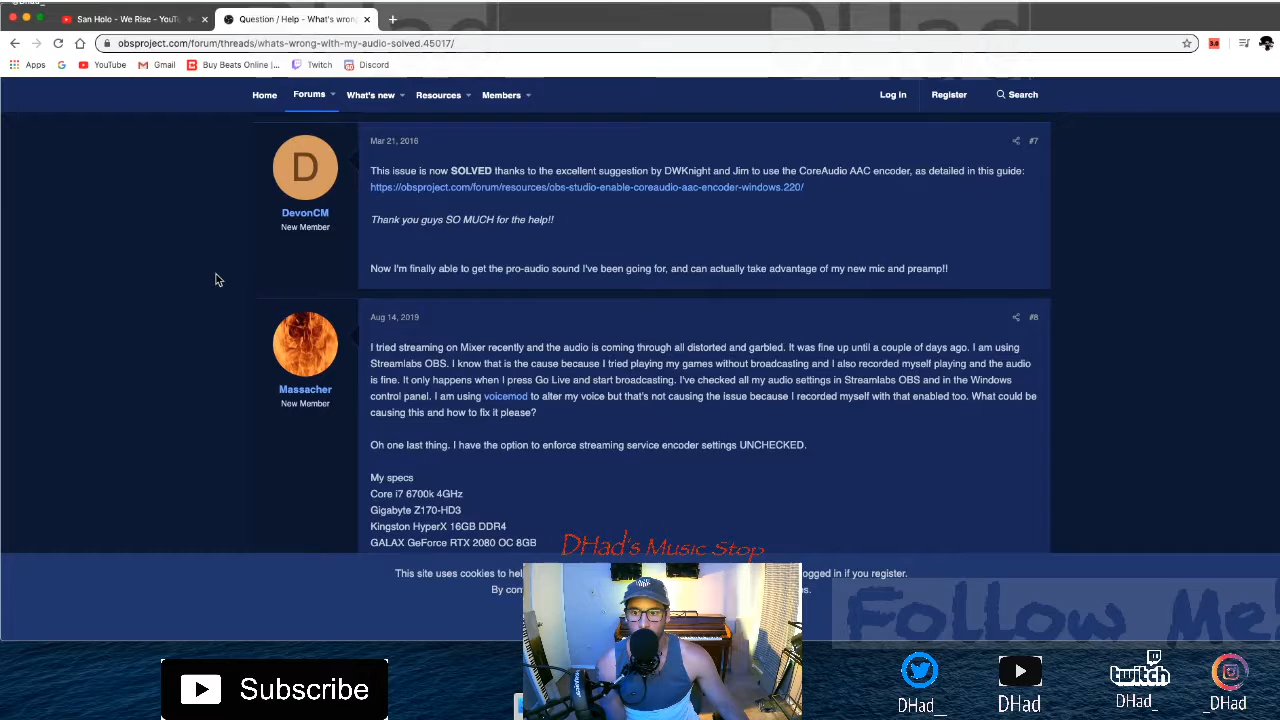 @DHad_
San Holo - We Rise - YouT
Question / Help - What's wron
obsproject.com/forum/threads/whats-wrong-with-my-audio-solved.45017/
3.0
Apps
YouTube
Gmail
Buy Beats Online |...
Twitch
Discord
Home
Forums
What's new
Resources
Members
Log in
Register
Search
Mar 21, 2016
#7
D
DevonCM
New Member
This issue is now SOLVED thanks to the excellent suggestion by DWKnight and Jim to use the CoreAudio AAC encoder, as detailed in this guide:
https://obsproject.com/forum/resources/obs-studio-enable-coreaudio-aac-encoder-windows.220/
Thank you guys SO MUCH for the help!!
Now I'm finally able to get the pro-audio sound I've been going for, and can actually take advantage of my new mic and preamp!!
Aug 14, 2019
#8
Massacher
New Member
I tried streaming on Mixer recently and the audio is coming through all distorted and garbled. It was fine up until a couple of days ago. I am using
Streamlabs OBS. I know that is the cause because I tried playing my games without broadcasting and I also recorded myself playing and the audio
is fine. It only happens when I press Go Live and start broadcasting. I've checked all my audio settings in Streamlabs OBS and in the Windows
control panel. I am using voicemod to alter my voice but that's not causing the issue because I recorded myself with that enabled too. What could be
causing this and how to fix it please?
Oh one last thing. I have the option to enforce streaming service encoder settings UNCHECKED.
My specs
Core i7 6700k 4GHz
Gigabyte Z170-HD3
Kingston HyperX 16GB DDR4
GALAX GeForce RTX 2080 OC 8GB
DHad's Music Stop
This site uses cookies to hel
ogged in if you register.
By con
es.
Follow Me!
Subscribe
DHad__
DHad
twitch
DHad_
_DHad